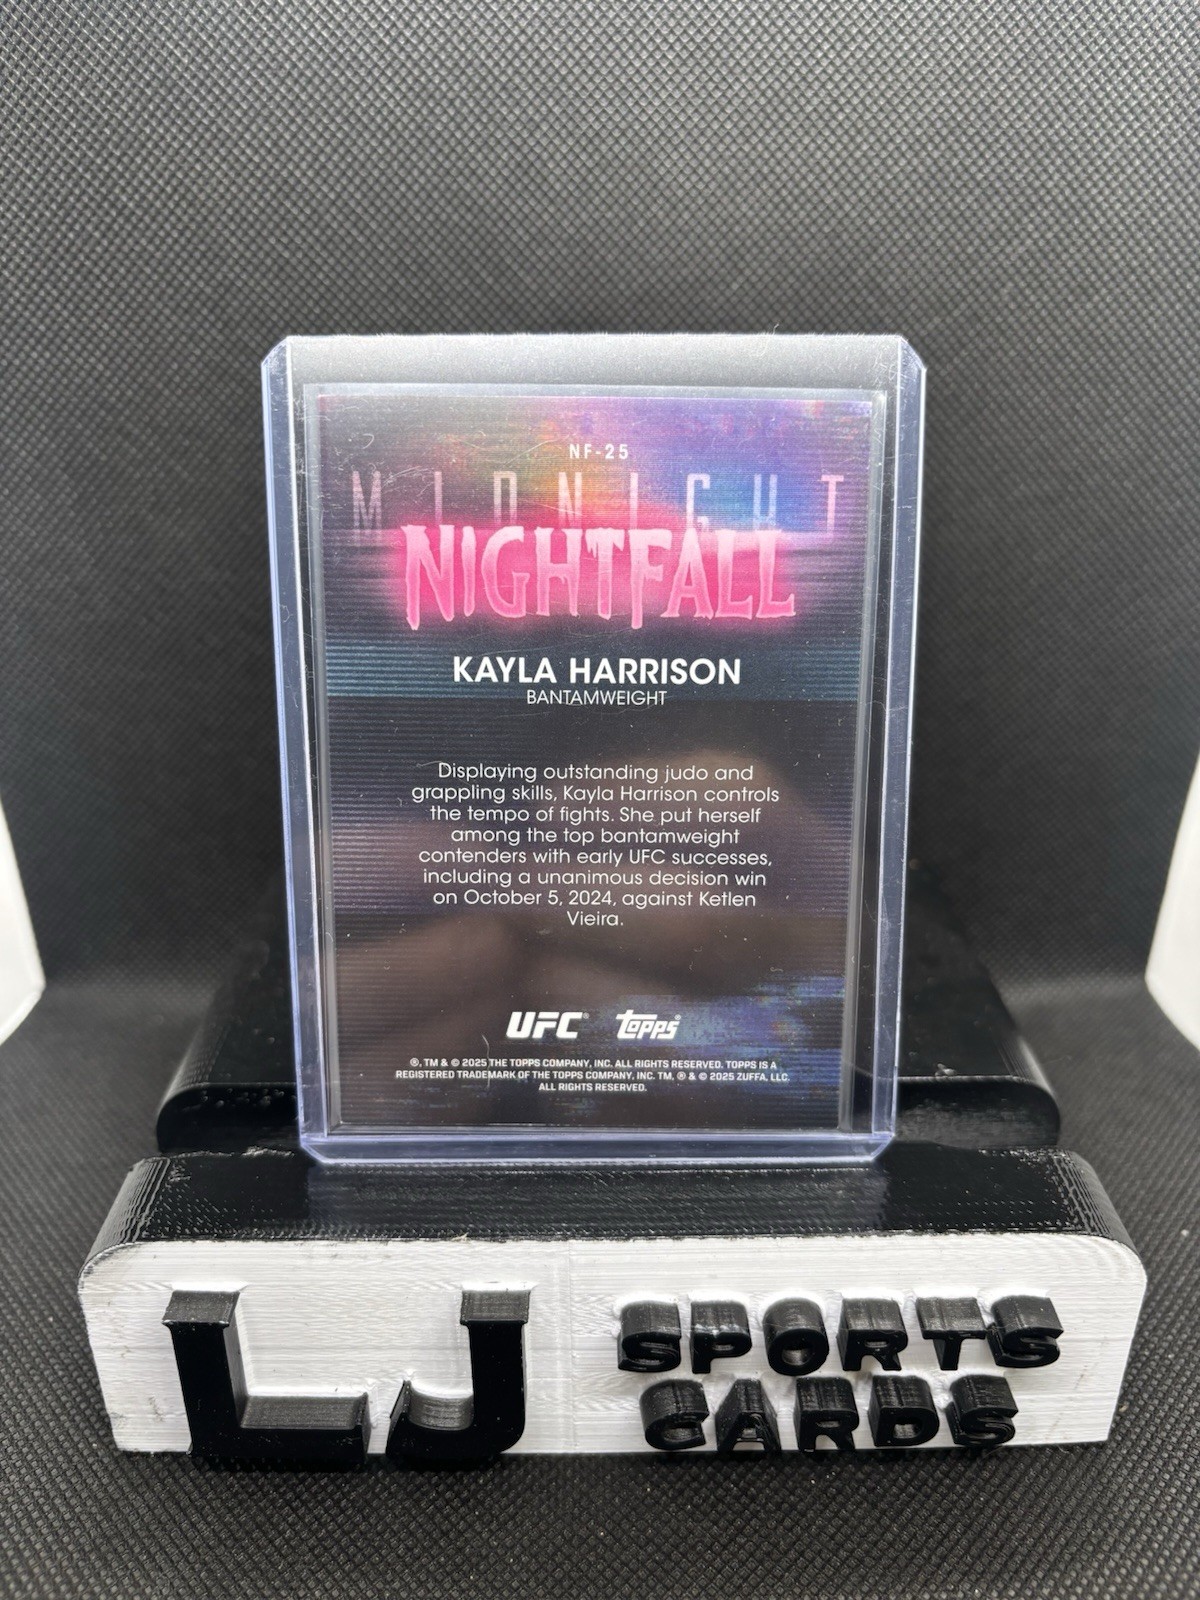 NF-25
MIDNIGHT
NIGHTFALL
KAYLA HARRISON
BANTAMWEIGHT
Displaying outstanding judo and
grappling skills, Kayla Harrison controls
the tempo of fights. She put herself
among the top bantamweight
contenders with early UFC successes,
including a unanimous decision win
on October 5, 2024, against Ketlen
Vieira.
UFC® topps®
®, TM & © 2025 THE TOPPS COMPANY, INC. ALL RIGHTS RESERVED. TOPPS IS A
REGISTERED TRADEMARK OF THE TOPPS COMPANY, INC. TM, ® & © 2025 ZUFFA, LLC.
ALL RIGHTS RESERVED.
LJ SPORTS
CARDS